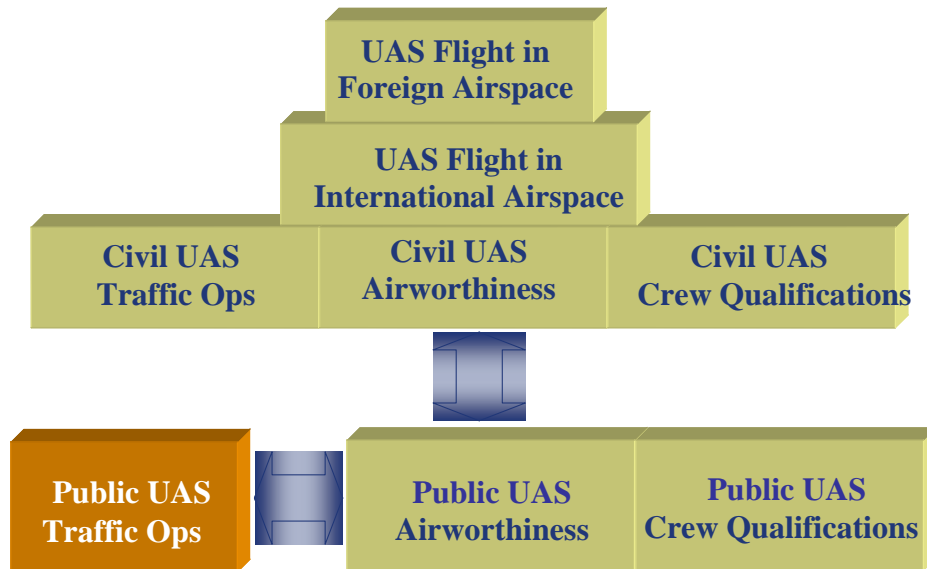 UAS Flight in
Foreign Airspace
UAS Flight in
International Airspace
Civil UAS
Traffic Ops
Civil UAS
Airworthiness
Civil UAS
Crew Qualifications
Public UAS
Traffic Ops
Public UAS
Airworthiness
Public UAS
Crew Qualifications